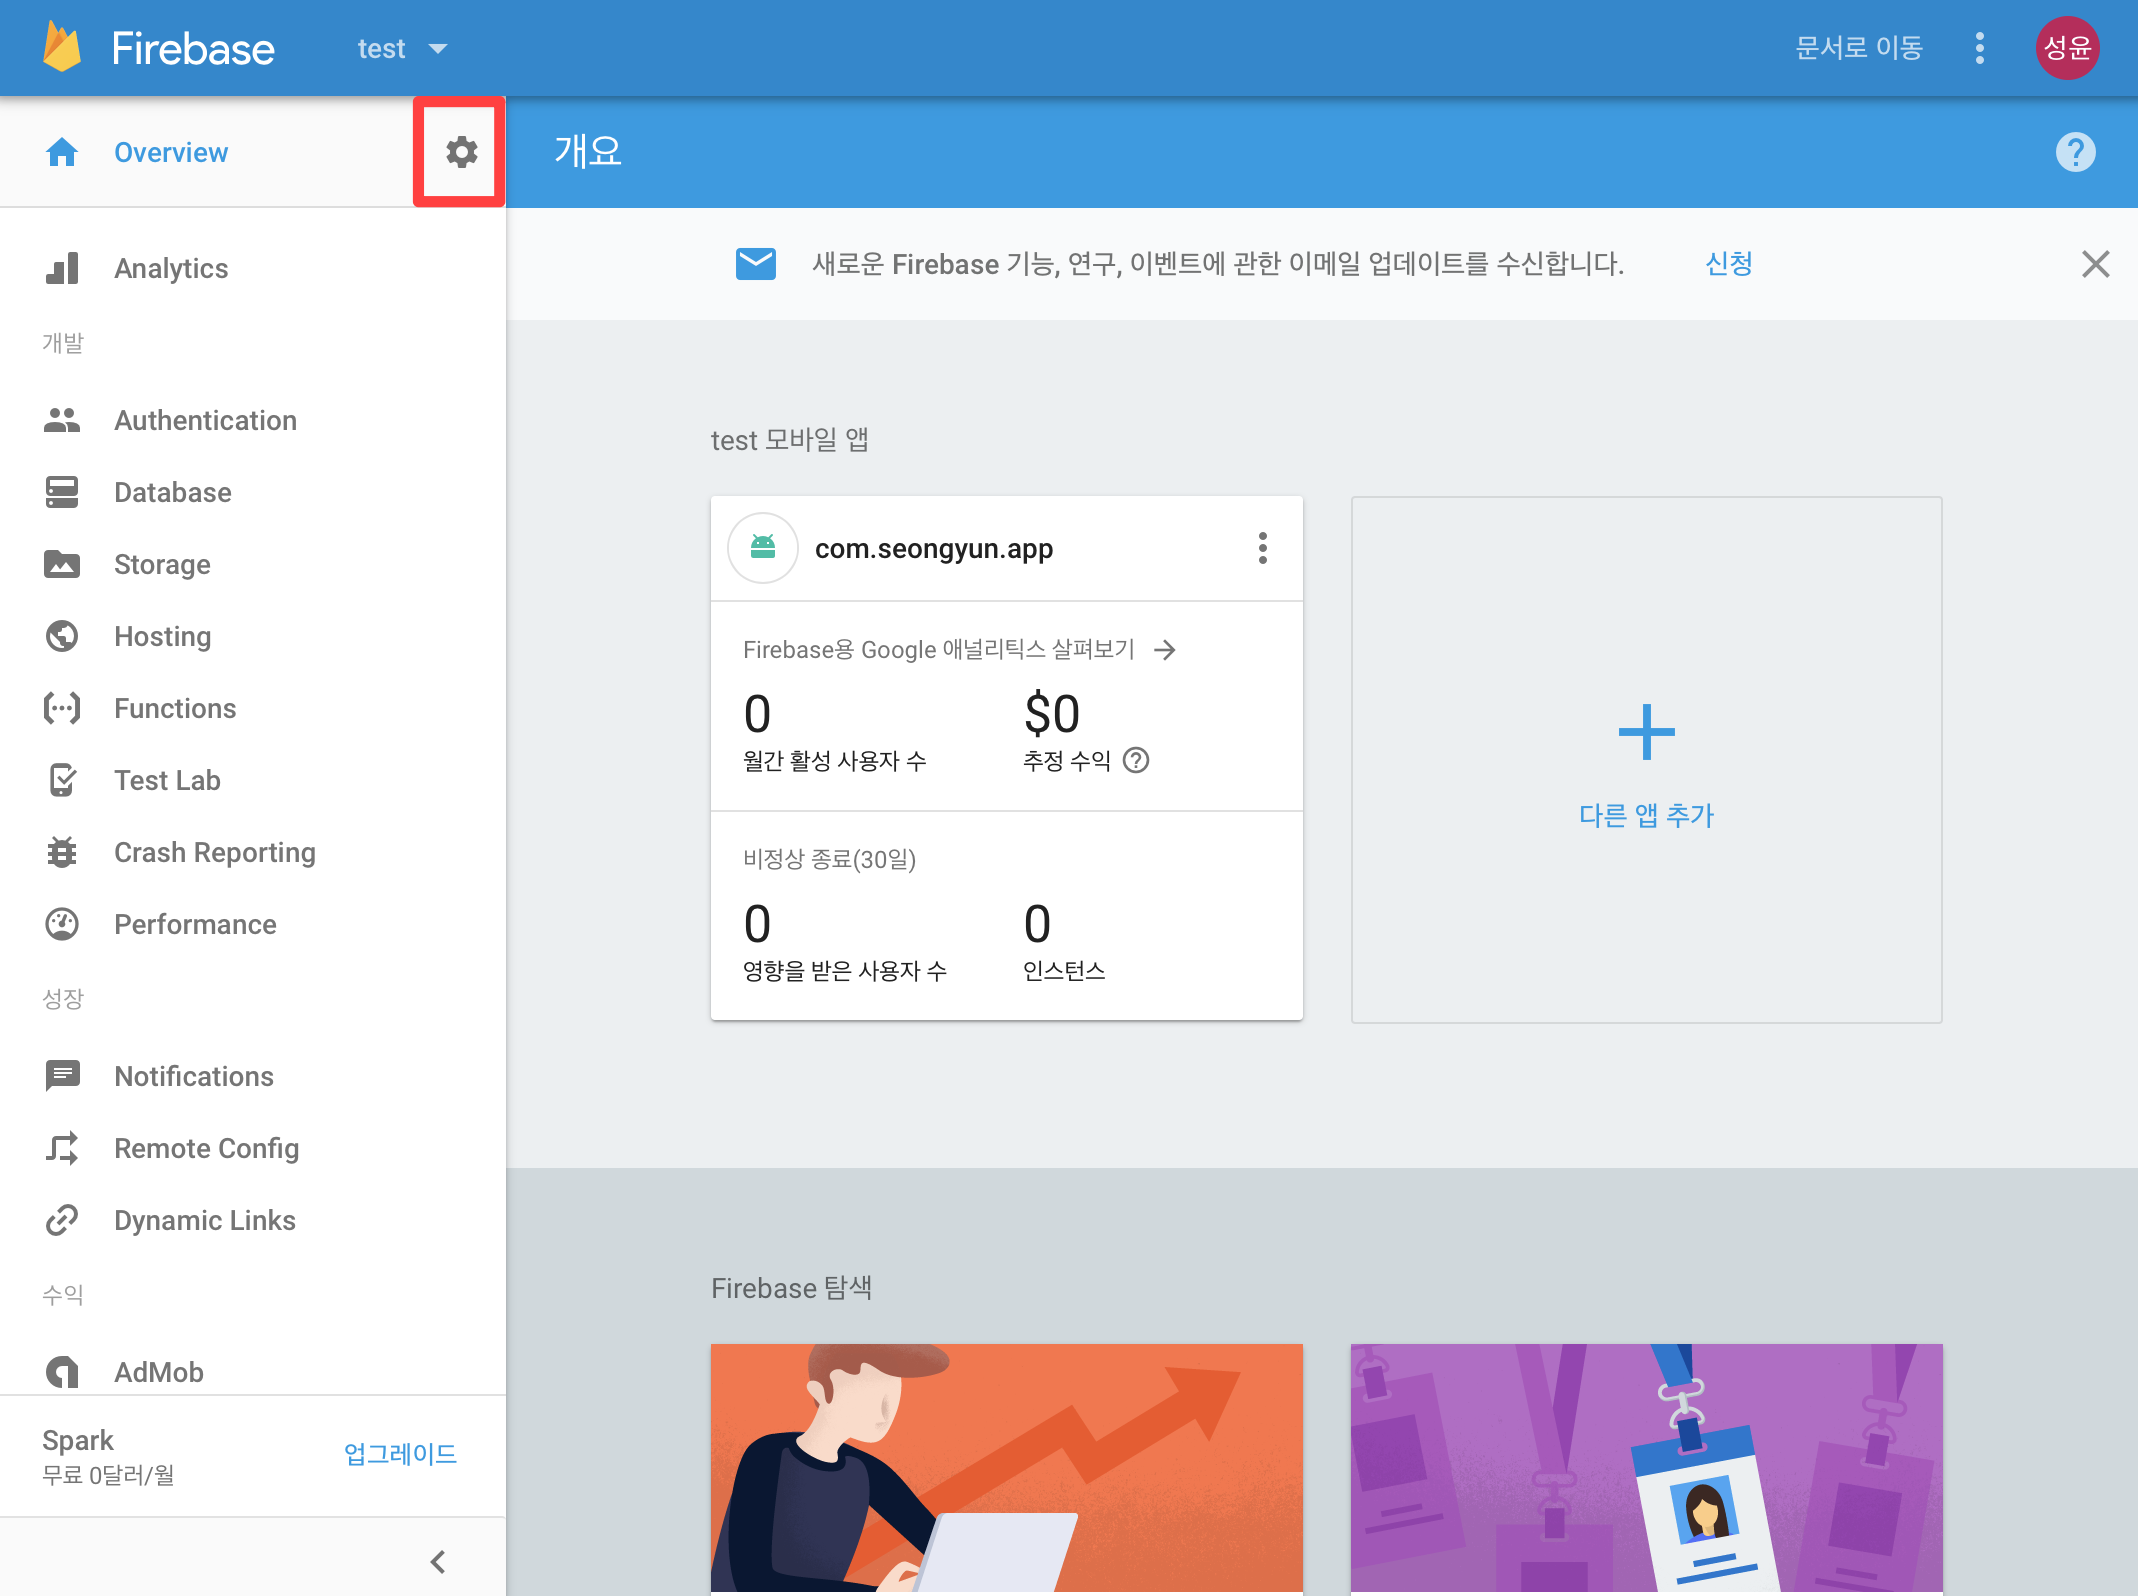 Firebase
test
문서로 이동
성윤
Overview
개요
Analytics
개발
Authentication
Database
Storage
Hosting
Functions
Test Lab
Crash Reporting
Performance
성장
Notifications
Remote Config
Dynamic Links
수익
AdMob
Spark
무료 0달러/월
업그레이드
새로운 Firebase 기능, 연구, 이벤트에 관한 이메일 업데이트를 수신합니다.
신청
test 모바일 앱
com.seongyun.app
Firebase용 Google 애널리틱스 살펴보기
0
월간 활성 사용자 수
$0
추정 수익
비정상 종료(30일)
0
영향을 받은 사용자 수
0
인스턴스
다른 앱 추가
Firebase 탐색